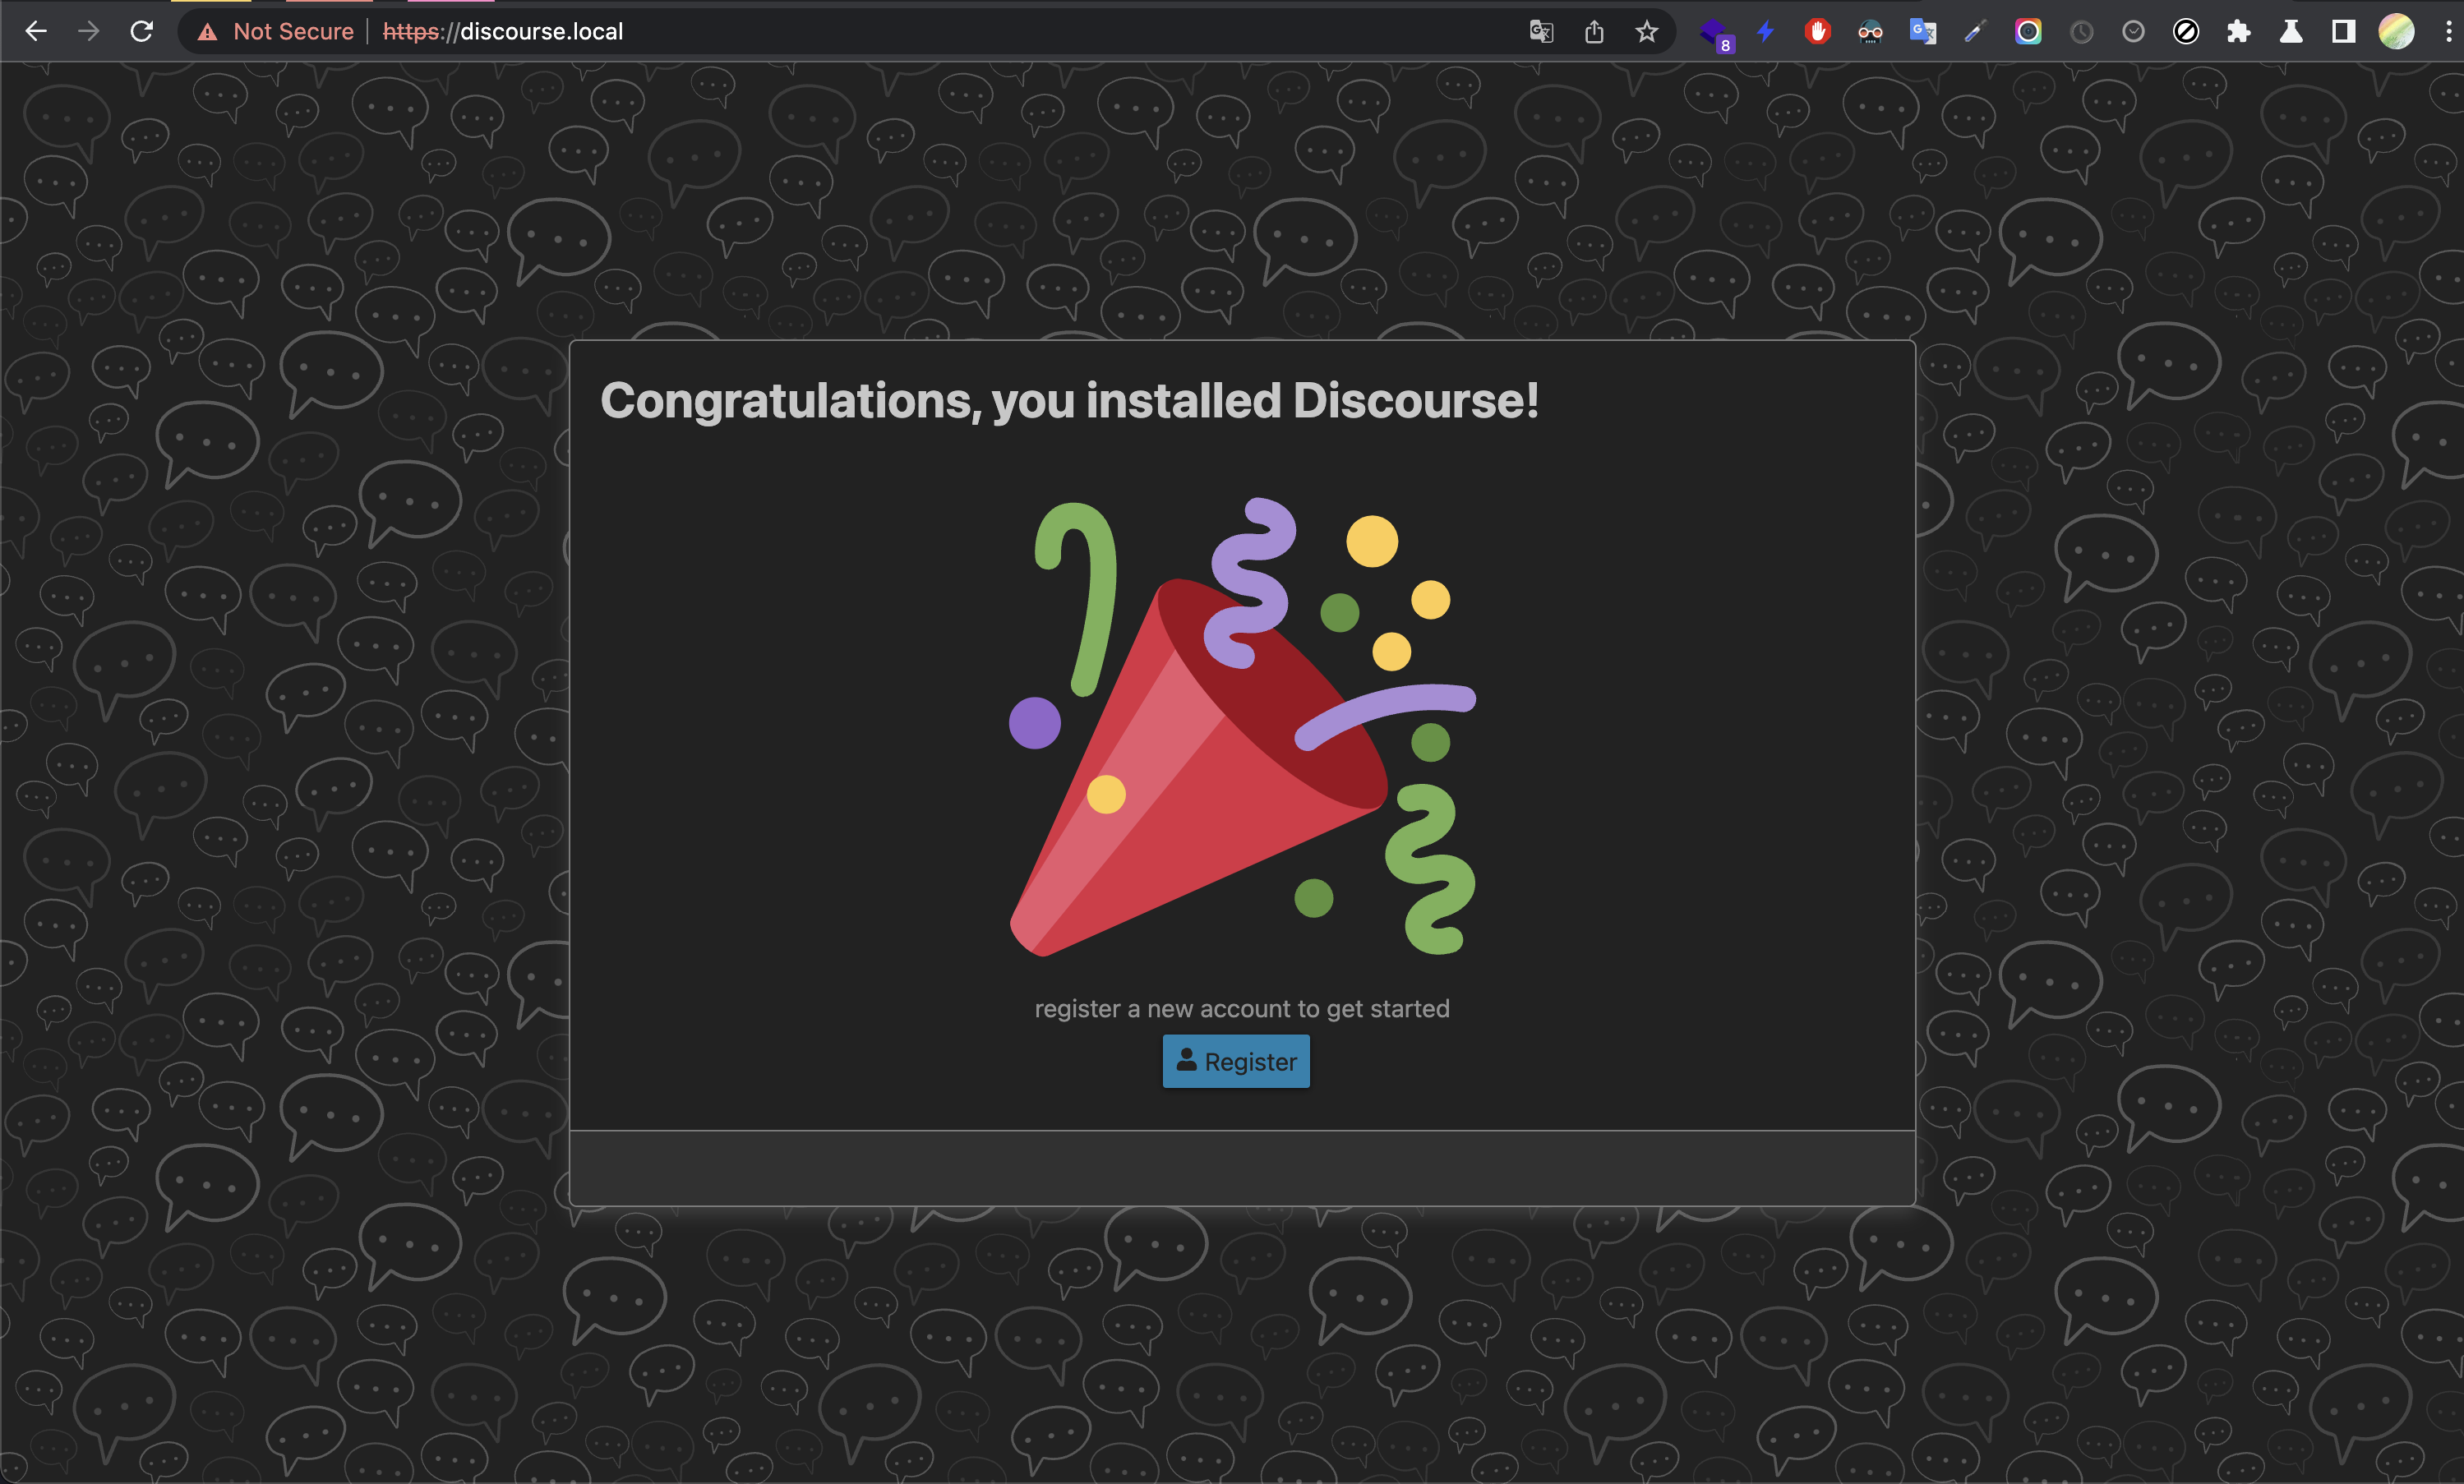 Not Secure https://discourse.local
8
Congratulations, you installed Discourse!
register a new account to get started
Register